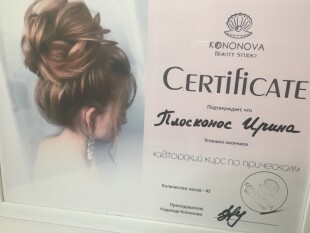 KONONOVA
BEAUTY STUDIO
CERTIFICATE
Подтверждает, что
Плосконос Ирина
Успешно окончила
«авторский курс по прическам»
Количество часов - 45
Преподаватель
Надежда Кононова